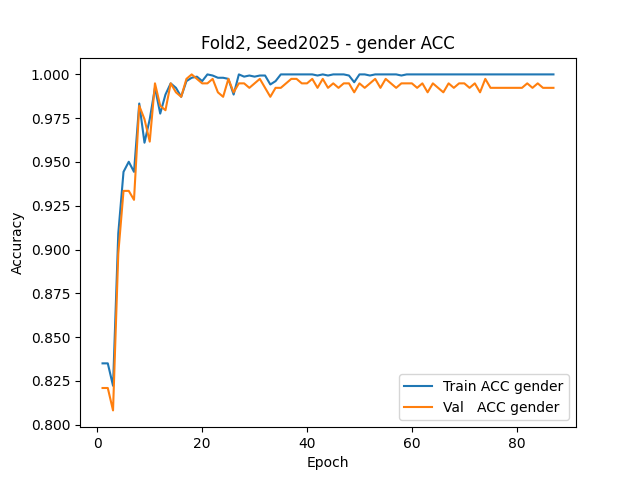 Fold2, Seed2025 - gender ACC
1.000
0.975
0.950
0.925
0.900
0.875
0.850
0.825
0.800
Accuracy
0 20 40 60 80
Epoch
Train ACC gender
Val   ACC gender